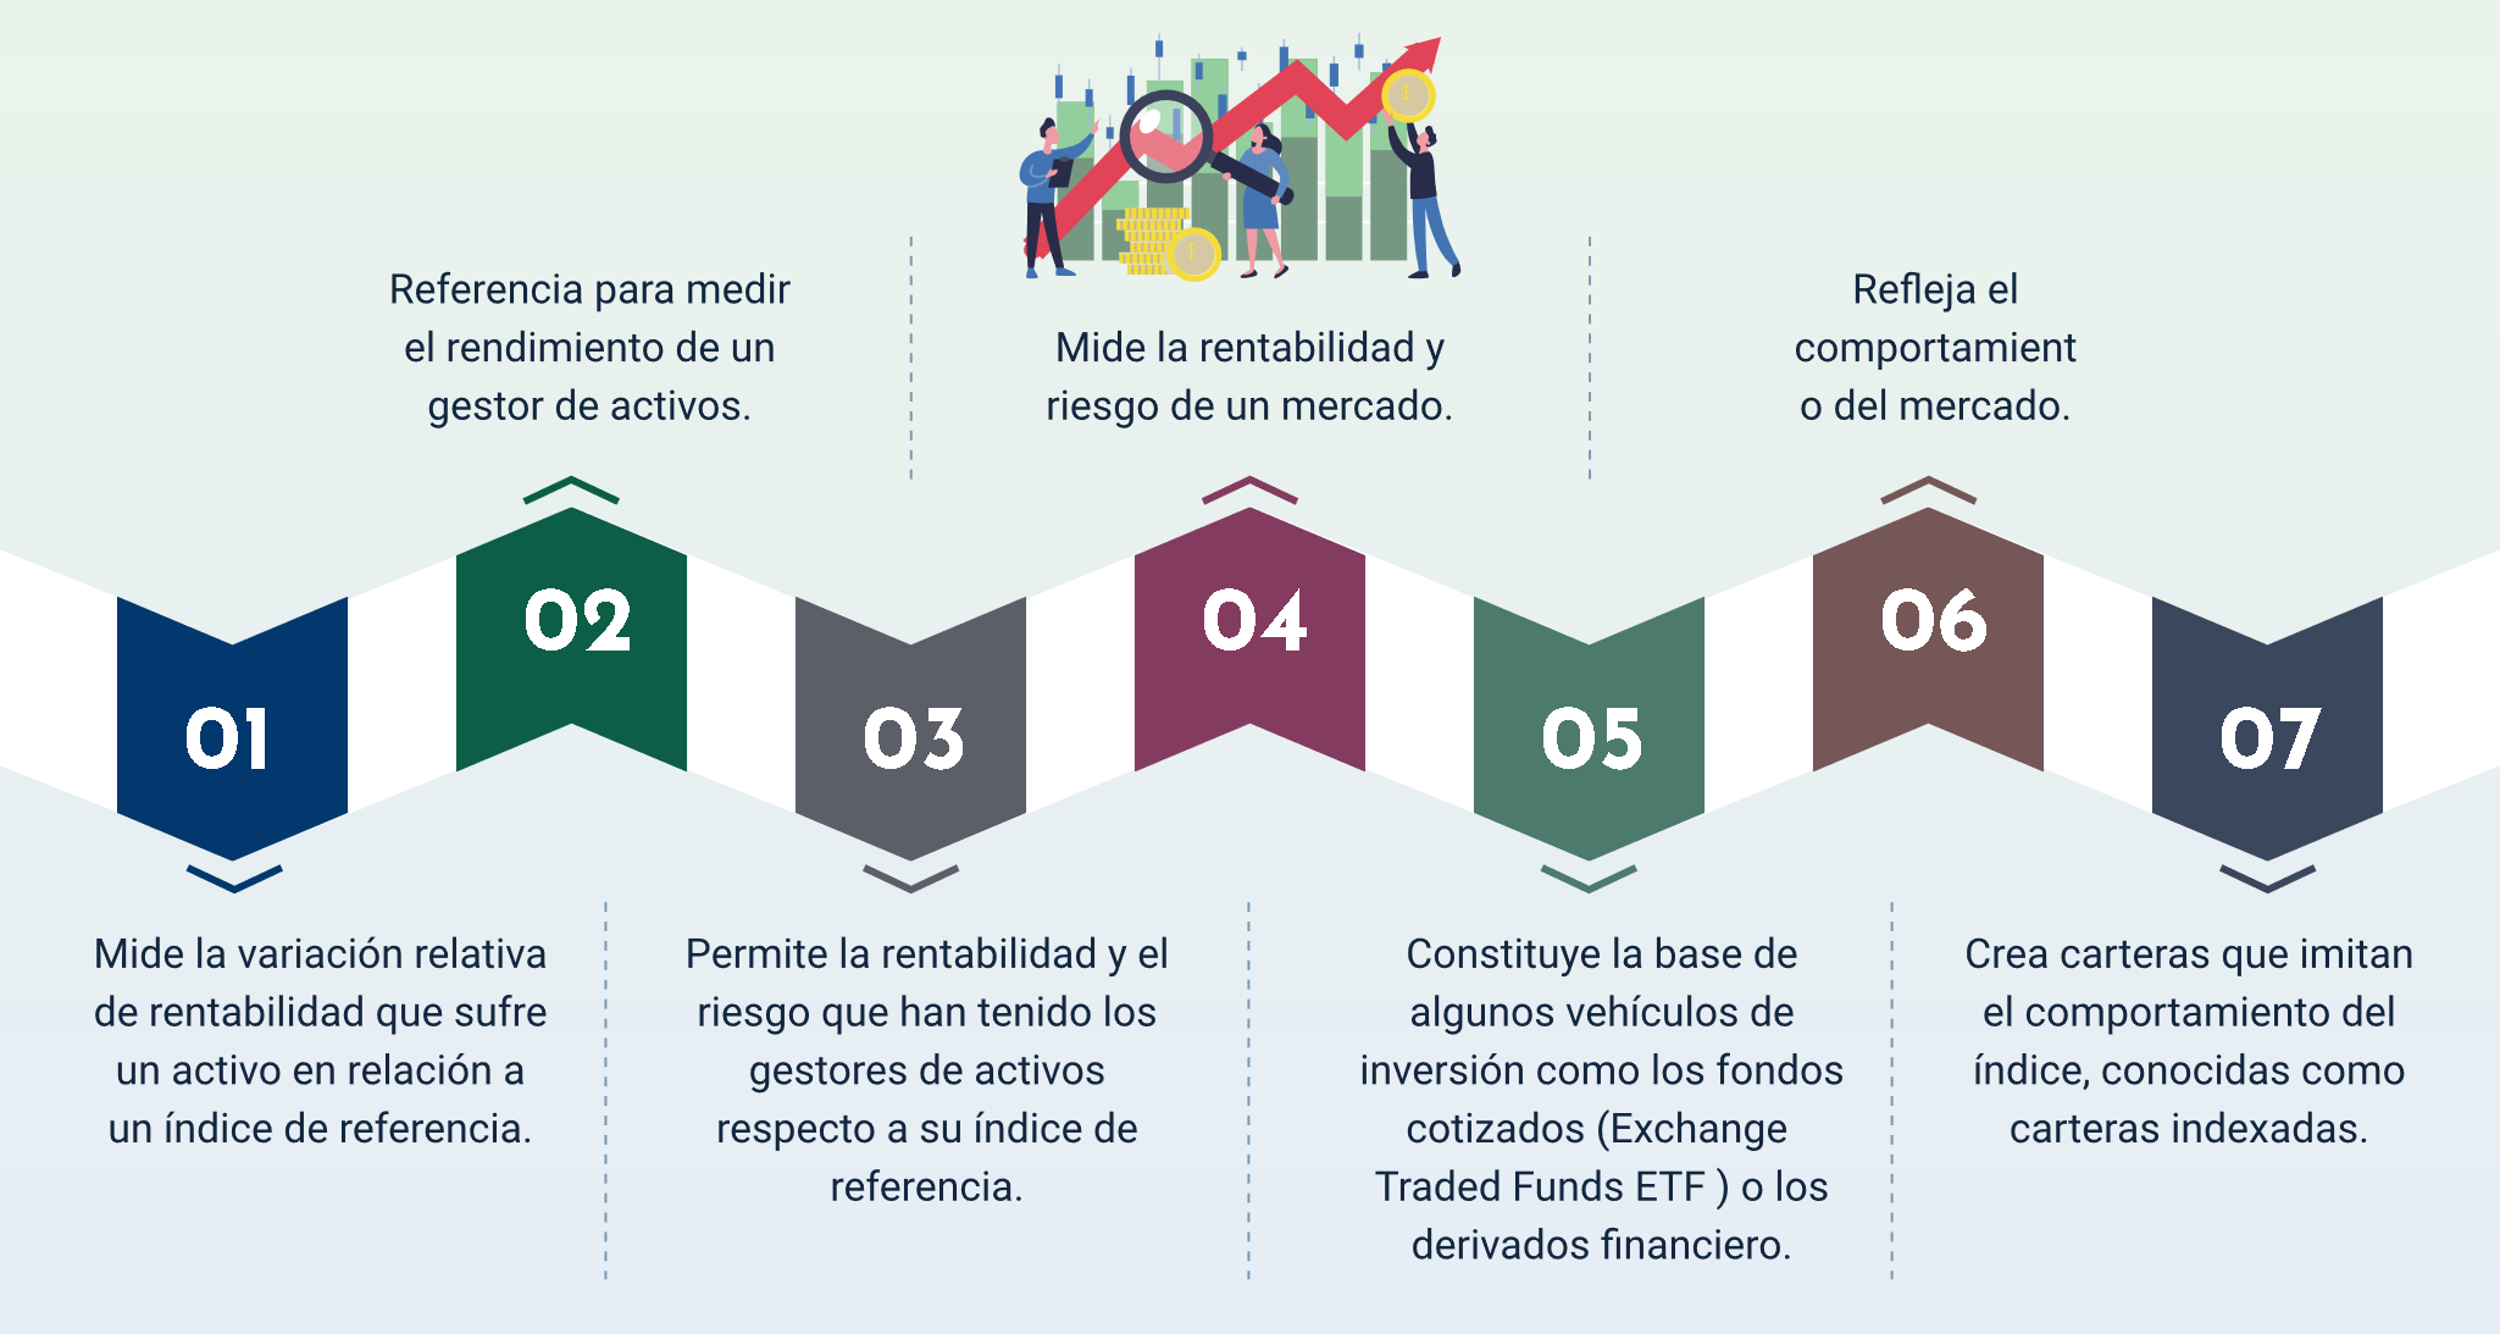 Referencia para medir
el rendimiento de un
gestor de activos.
Mide la rentabilidad y
riesgo de un mercado.
Refleja el
comportamient
o del mercado.
01
02
03
04
05
06
07
Mide la variación relativa
de rentabilidad que sufre
un activo en relación a
un índice de referencia.
Permite la rentabilidad y el
riesgo que han tenido los
gestores de activos
respecto a su índice de
referencia.
Constituye la base de
algunos vehículos de
inversión como los fondos
cotizados (Exchange
Traded Funds ETF ) o los
derivados financiero.
Crea carteras que imitan
el comportamiento del
índice, conocidas como
carteras indexadas.